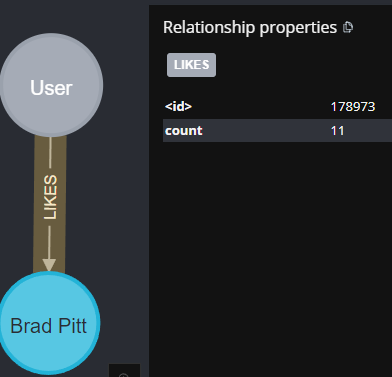 User
LIKES
Brad Pitt
Relationship properties
LIKES
<id> 178973
count 11